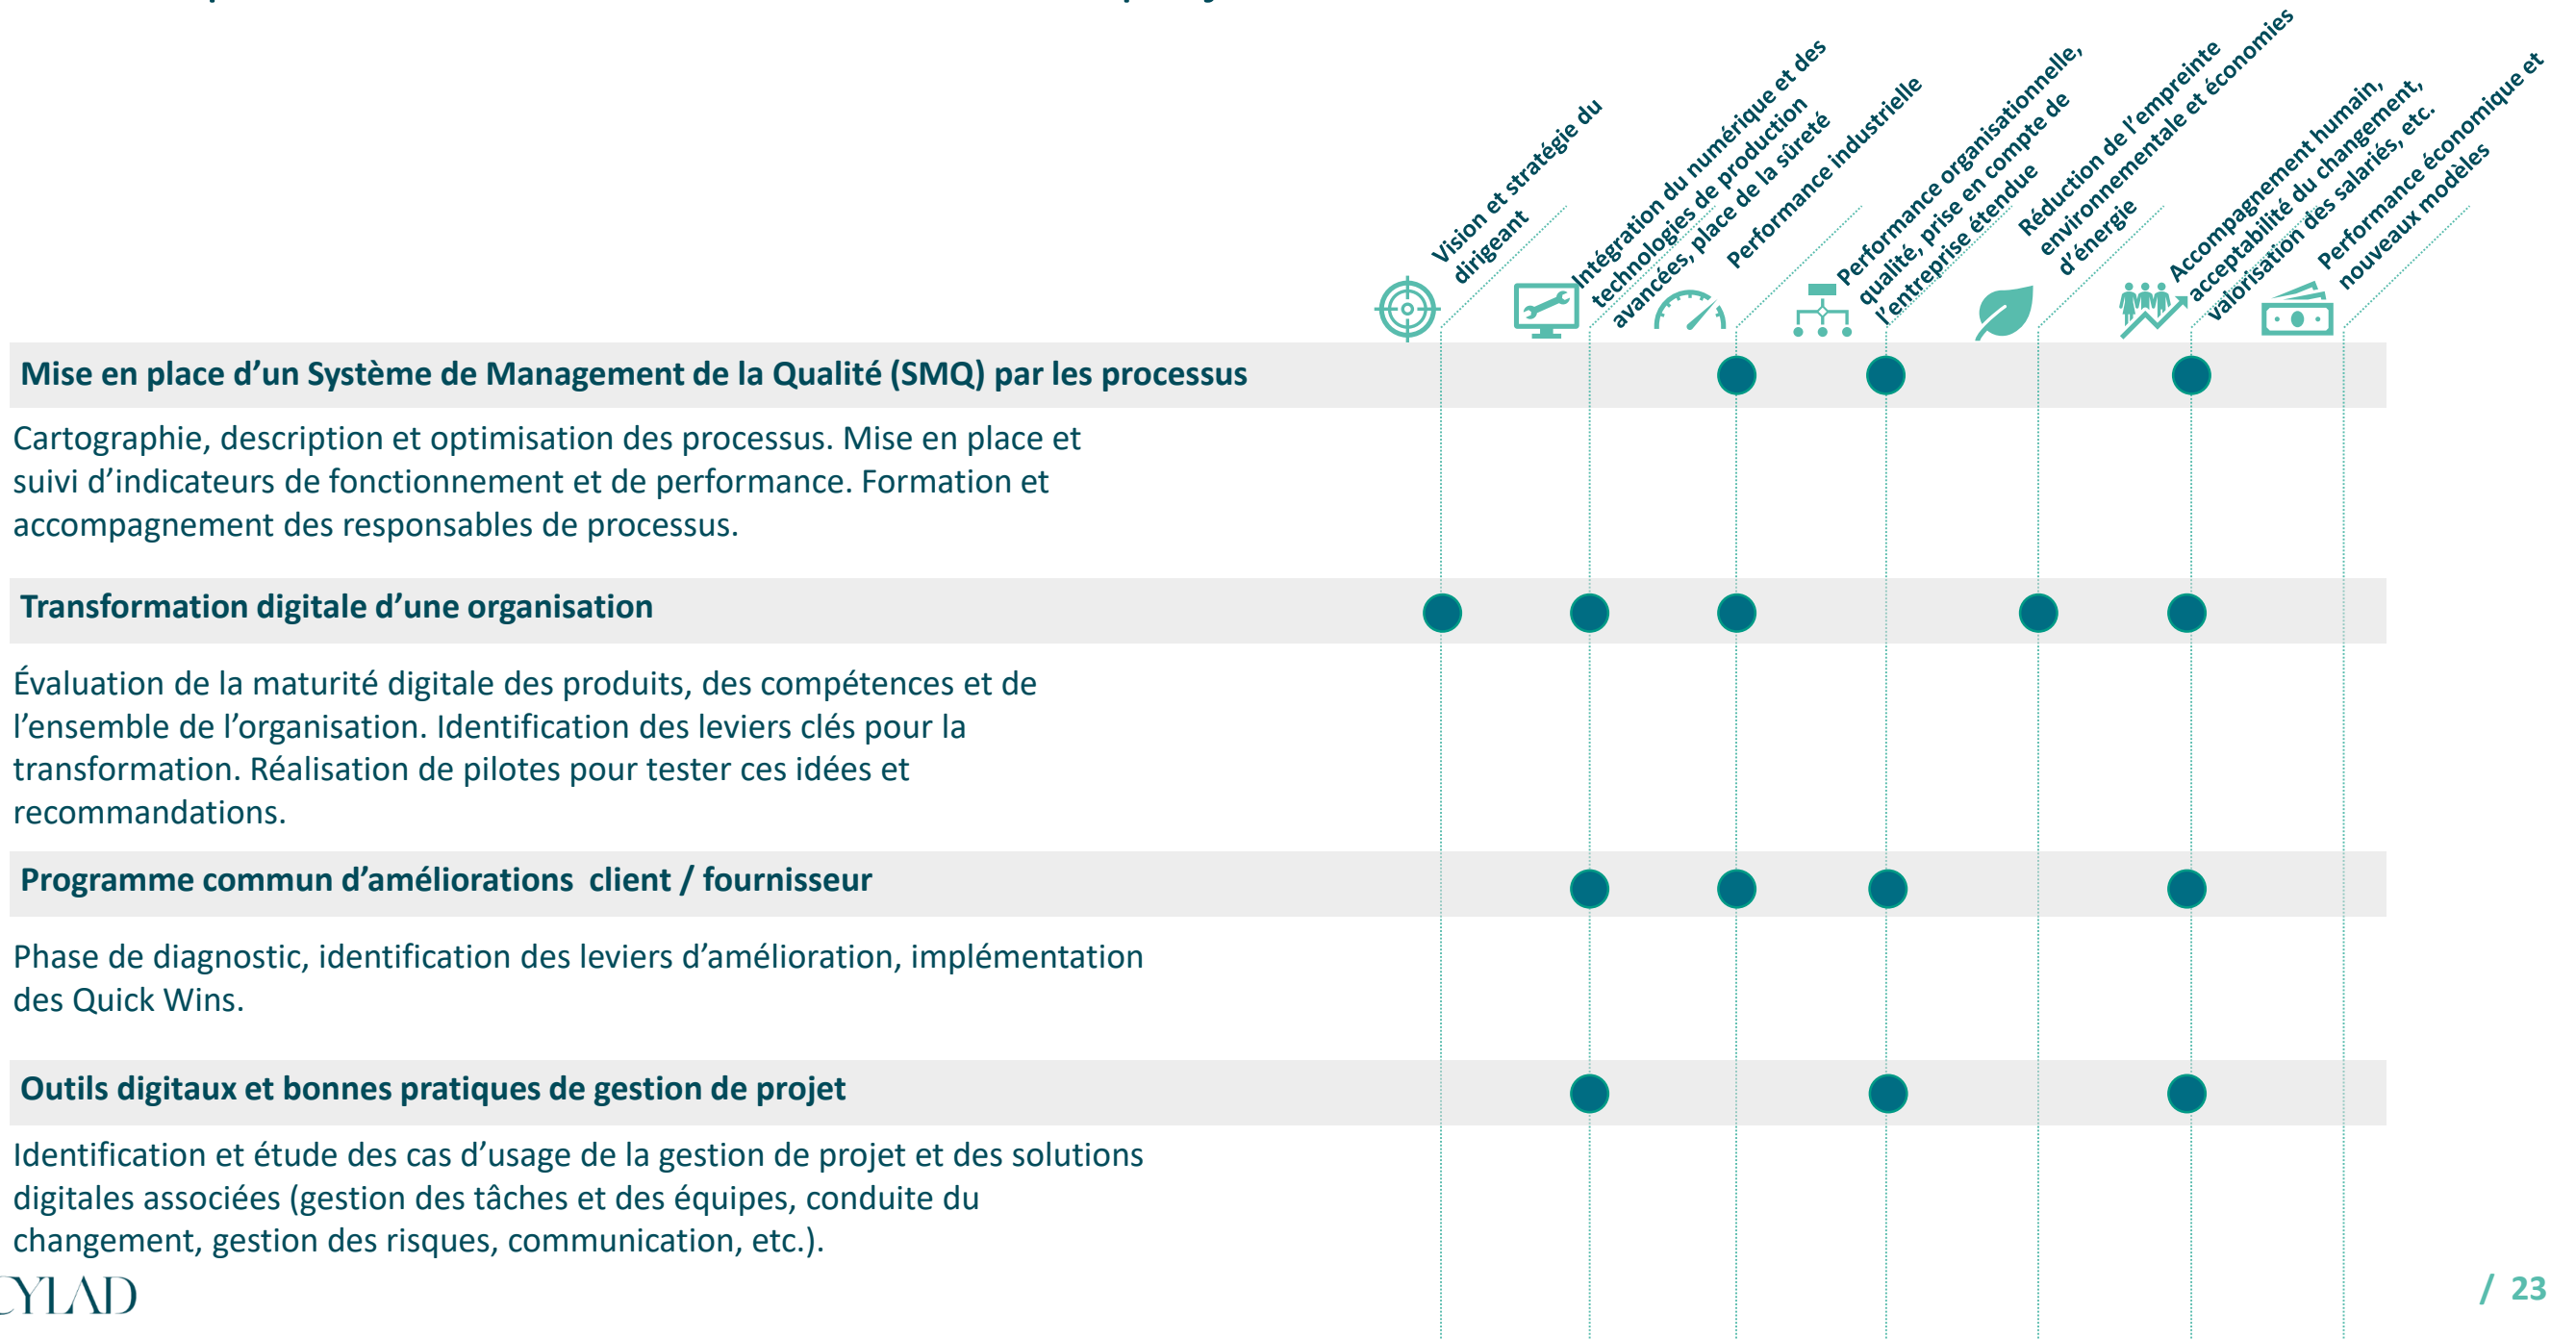 Vision et stratégie du
dirigeant
Intégration du numérique et des
technologies de production
avancées, place de la sûreté
Performance industrielle
Performance organisationnelle,
qualité, prise en compte de
l’entreprise étendue
Réduction de l’empreinte
environnementale et économies
d’énergie
Accompagnement humain,
acceptabilité du changement,
valorisation des salariés, etc.
Performance économique et
nouveaux modèles
Mise en place d’un Système de Management de la Qualité (SMQ) par les processus
Cartographie, description et optimisation des processus. Mise en place et
suivi d’indicateurs de fonctionnement et de performance. Formation et
accompagnement des responsables de processus.
Transformation digitale d’une organisation
Évaluation de la maturité digitale des produits, des compétences et de
l’ensemble de l’organisation. Identification des leviers clés pour la
transformation. Réalisation de pilotes pour tester ces idées et
recommandations.
Programme commun d’améliorations  client / fournisseur
Phase de diagnostic, identification des leviers d’amélioration, implémentation
des Quick Wins.
Outils digitaux et bonnes pratiques de gestion de projet
Identification et étude des cas d’usage de la gestion de projet et des solutions
digitales associées (gestion des tâches et des équipes, conduite du
changement, gestion des risques, communication, etc.).
CYLAD
/ 23